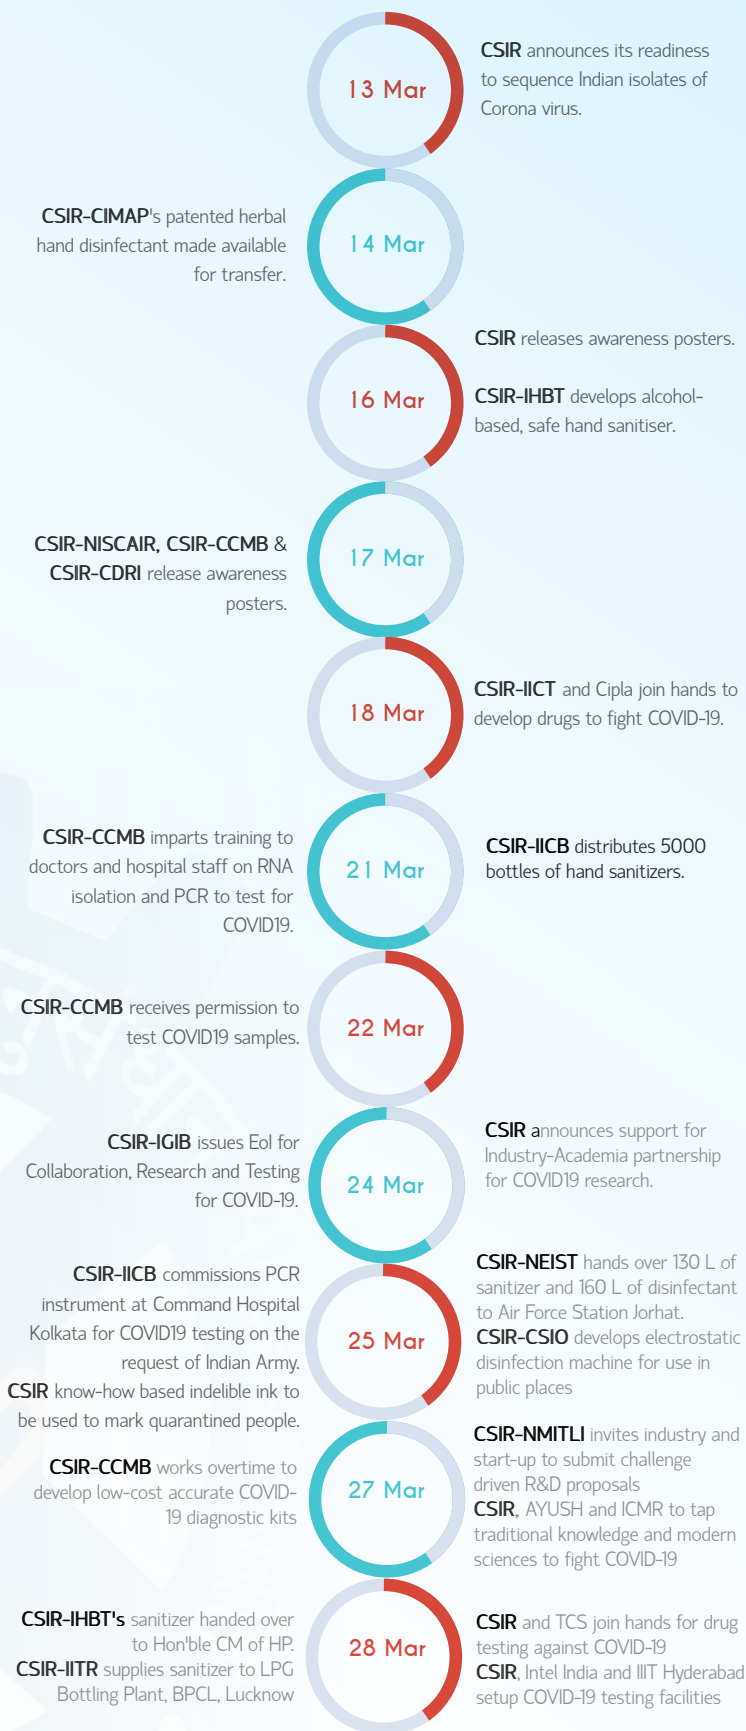 13 Mar
CSIR announces its readiness
to sequence Indian isolates of
Corona virus.
CSIR-CIMAP's patented herbal
hand disinfectant made available
for transfer.
14 Mar
16 Mar
CSIR releases awareness posters.
CSIR-IHBT develops alcohol-
based, safe hand sanitiser.
CSIR-NISCAIR, CSIR-CCMB &
CSIR-CDRI release awareness
posters.
17 Mar
18 Mar
CSIR-IICT and Cipla join hands to
develop drugs to fight COVID-19.
CSIR-CCMB imparts training to
doctors and hospital staff on RNA
isolation and PCR to test for
COVID19.
21 Mar
CSIR-IICB distributes 5000
bottles of hand sanitizers.
CSIR-CCMB receives permission to
test COVID19 samples.
22 Mar
CSIR-IGIB issues EoI for
Collaboration, Research and Testing
for COVID-19.
24 Mar
CSIR announces support for
Industry-Academia partnership
for COVID19 research.
CSIR-IICB commissions PCR
instrument at Command Hospital
Kolkata for COVID19 testing on the
request of Indian Army.
CSIR know-how based indelible ink to
be used to mark quarantined people.
25 Mar
CSIR-NEIST hands over 130 L of
sanitizer and 160 L of disinfectant
to Air Force Station Jorhat.
CSIR-CSIO develops electrostatic
disinfection machine for use in
public places
CSIR-CCMB works overtime to
develop low-cost accurate COVID-
19 diagnostic kits
27 Mar
CSIR-NMITLI invites industry and
start-up to submit challenge
driven R&D proposals
CSIR, AYUSH and ICMR to tap
traditional knowledge and modern
sciences to fight COVID-19
CSIR-IHBT's sanitizer handed over
to Hon'ble CM of HP.
CSIR-IITR supplies sanitizer to LPG
Bottling Plant, BPCL, Lucknow
28 Mar
CSIR and TCS join hands for drug
testing against COVID-19
CSIR, Intel India and IIIT Hyderabad
setup COVID-19 testing facilities